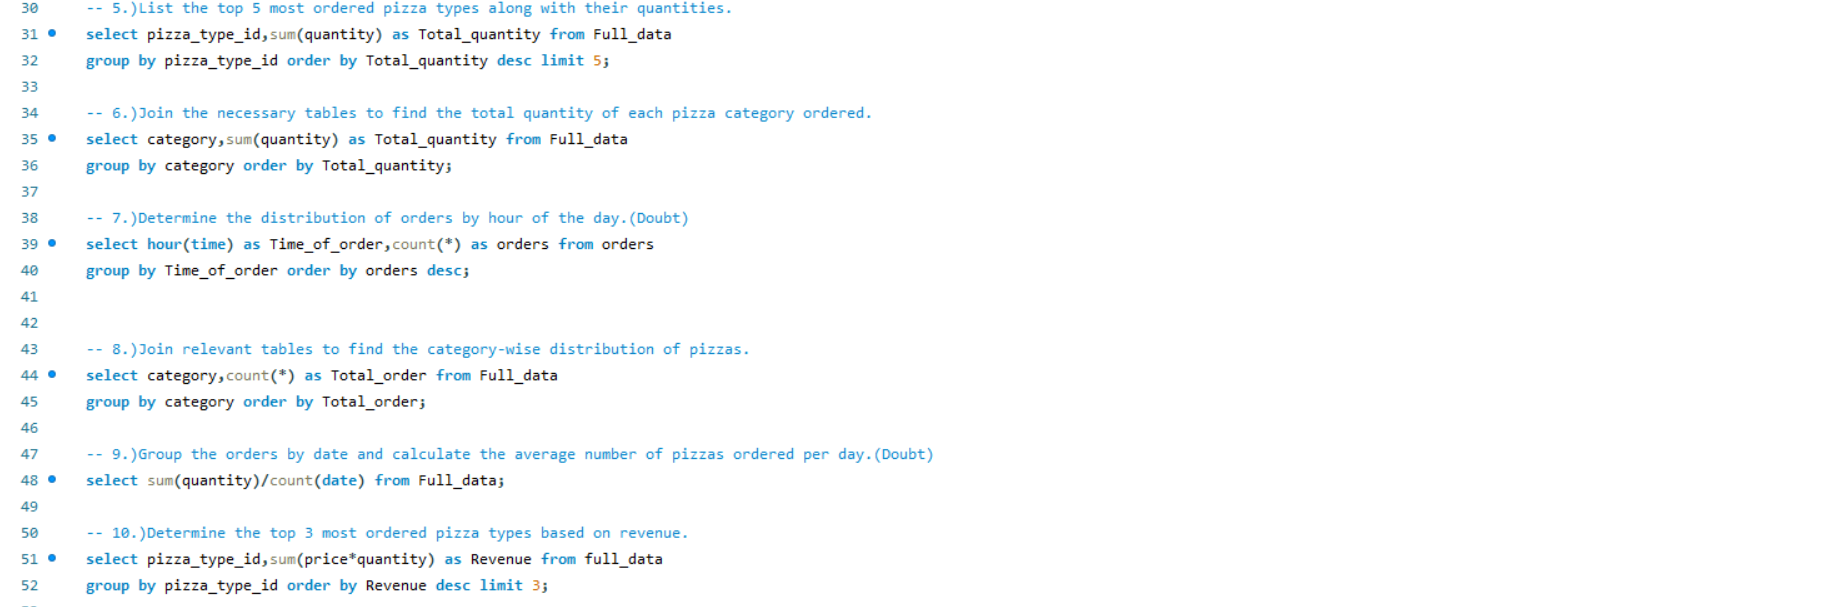 30 -- 5.)List the top 5 most ordered pizza types along with their quantities.
31 select pizza_type_id,sum(quantity) as Total_quantity from Full_data
32 group by pizza_type_id order by Total_quantity desc limit 5;
33
34 -- 6.)Join the necessary tables to find the total quantity of each pizza category ordered.
35 select category,sum(quantity) as Total_quantity from Full_data
36 group by category order by Total_quantity;
37
38 -- 7.)Determine the distribution of orders by hour of the day.(Doubt)
39 select hour(time) as Time_of_order,count(*) as orders from orders
40 group by Time_of_order order by orders desc;
41
42
43 -- 8.)Join relevant tables to find the category-wise distribution of pizzas.
44 select category,count(*) as Total_order from Full_data
45 group by category order by Total_order;
46
47 -- 9.)Group the orders by date and calculate the average number of pizzas ordered per day.(Doubt)
48 select sum(quantity)/count(date) from Full_data;
49
50 -- 10.)Determine the top 3 most ordered pizza types based on revenue.
51 select pizza_type_id,sum(price*quantity) as Revenue from full_data
52 group by pizza_type_id order by Revenue desc limit 3;